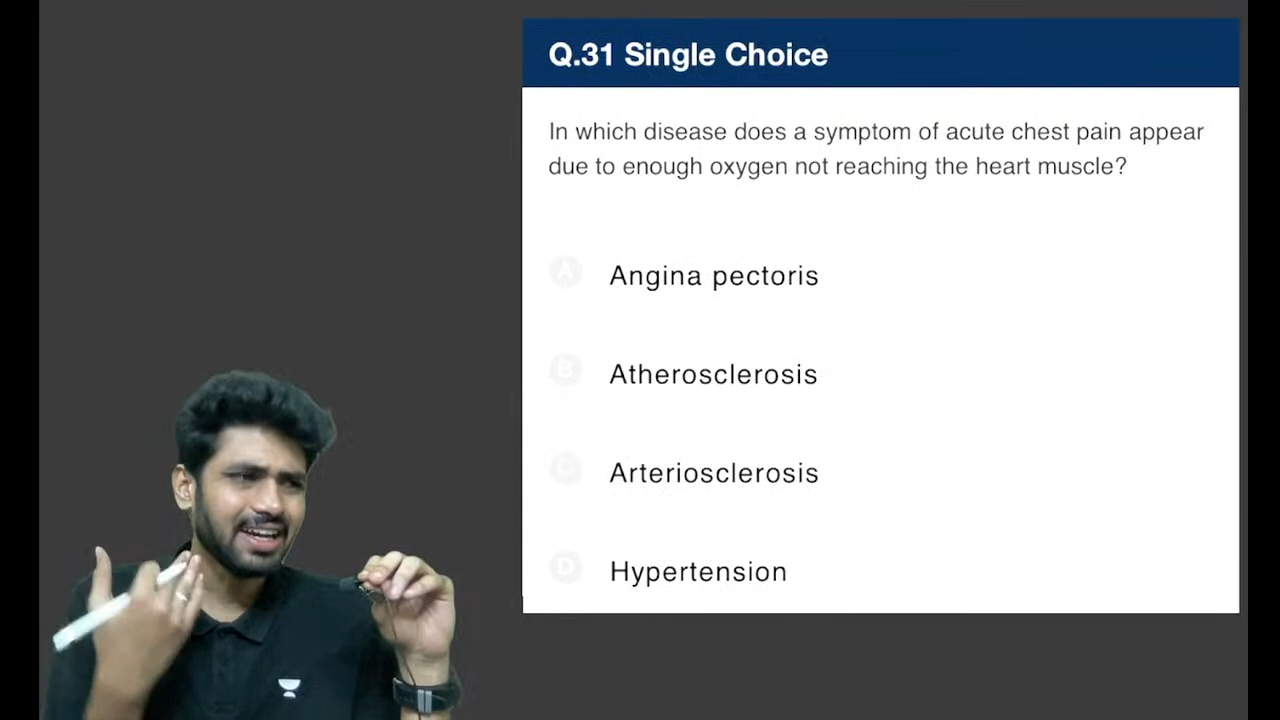 Q.31 Single Choice
In which disease does a symptom of acute chest pain appear
due to enough oxygen not reaching the heart muscle?
A Angina pectoris
B Atherosclerosis
C Arteriosclerosis
D Hypertension